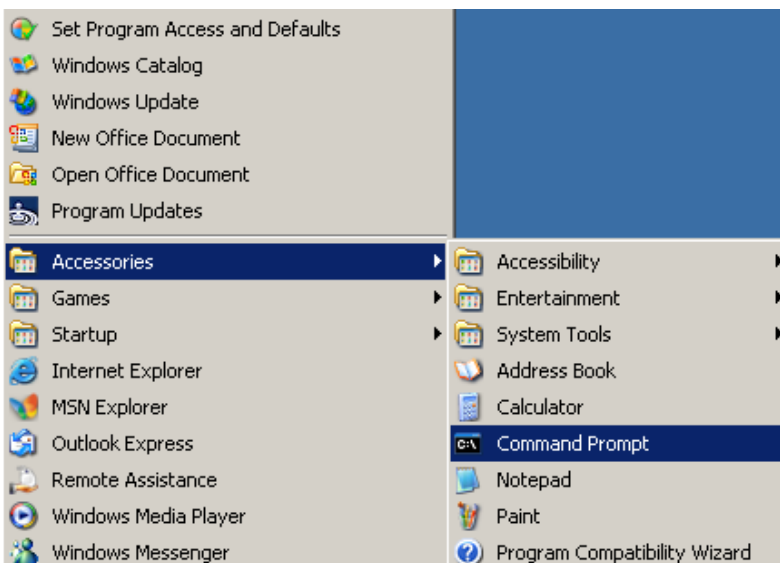 Set Program Access and Defaults
Windows Catalog
Windows Update
New Office Document
Open Office Document
Program Updates
Accessories
Games
Startup
Internet Explorer
MSN Explorer
Outlook Express
Remote Assistance
Windows Media Player
Windows Messenger
Accessibility
Entertainment
System Tools
Address Book
Calculator
C:\
Command Prompt
Notepad
Paint
Program Compatibility Wizard